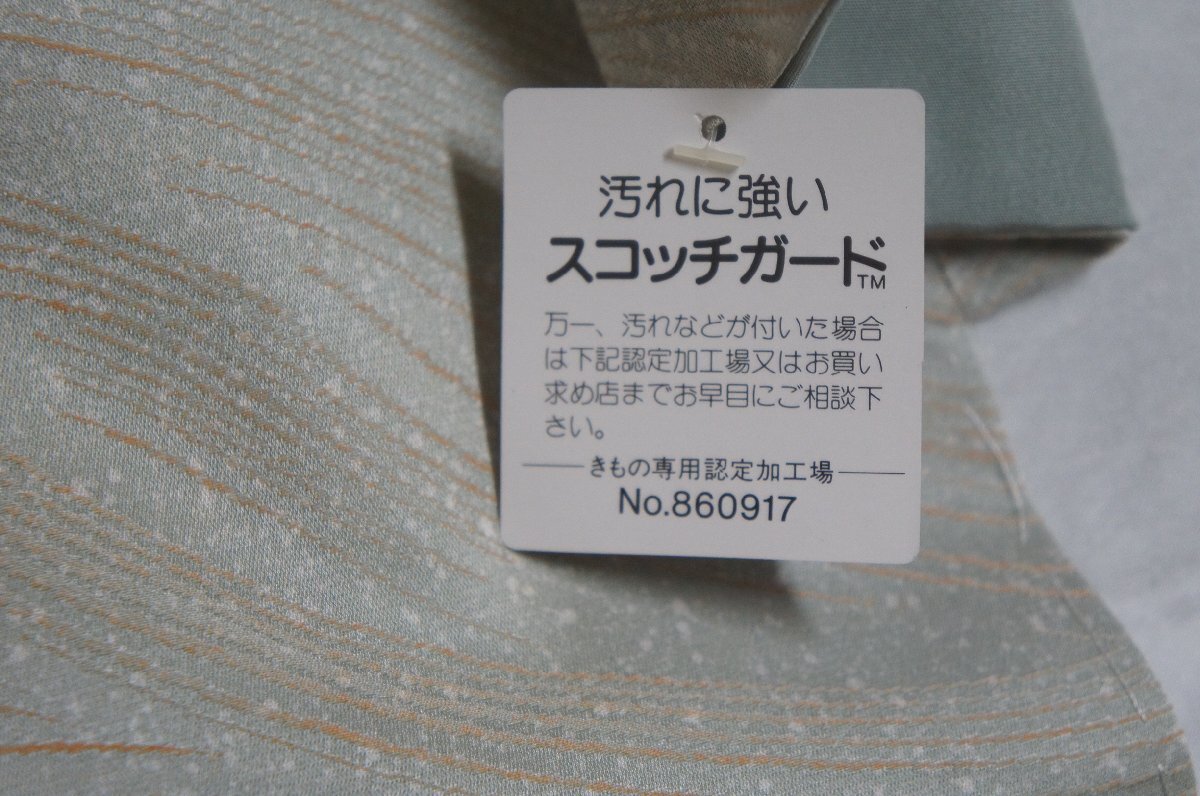 汚れに強い
スコッチガード™
万一、汚れなどが付いた場合
は下記認定加工場又はお買い
求め店までお早目にご相談下
さい。
きもの専用認定加工場
No.860917